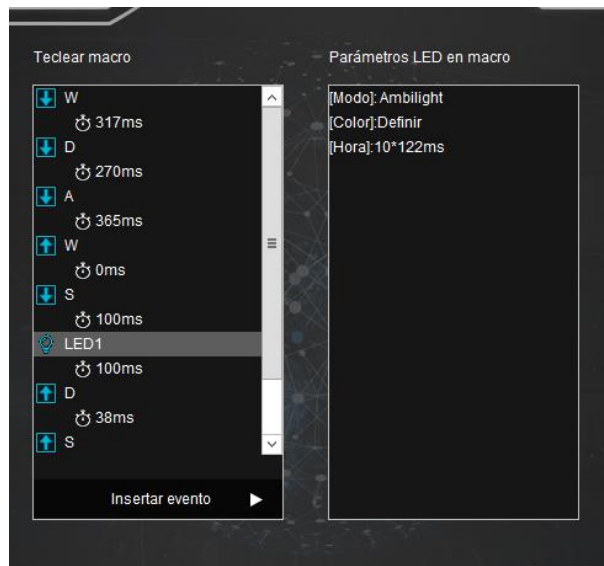 Teclear macro
W
317ms
D
270ms
A
365ms
W
0ms
S
100ms
LED1
100ms
D
38ms
S
Insertar evento
Parámetros LED en macro
[Modo]: Ambilight
[Color]:Definir
[Hora]:10*122ms